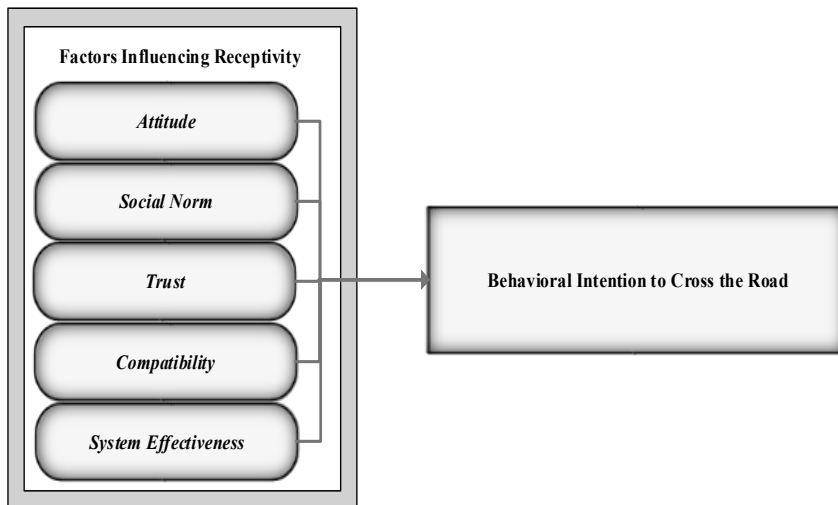 Factors Influencing Receptivity
Attitude
Social Norm
Trust
Compatibility
System Effectiveness
Behavioral Intention to Cross the Road